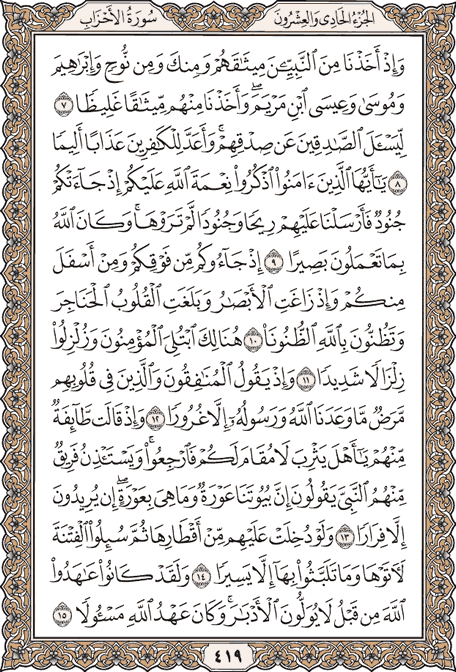 الجُزْءُ الحَادِي وَالعِشْرُونَ سُورَةُ الأَحْزَابِ
وَإِذْ أَخَذْنَا مِنَ ٱلنَّبِيِّـۧنَ مِيثَـٰقَهُمْ وَمِنكَ وَمِن نُّوحٍ وَإِبْرَٰهِيمَ
وَمُوسَىٰ وَعِيسَى ٱبْنِ مَرْيَمَ ۖ وَأَخَذْنَا مِنْهُم مِّيثَـٰقًا غَلِيظًا ٧
لِّيَسْـَٔلَ ٱلصَّـٰدِقِينَ عَن صِدْقِهِمْ ۚ وَأَعَدَّ لِلْكَـٰفِرِينَ عَذَابًا أَلِيمًا
٨ يَـٰٓأَيُّهَا ٱلَّذِينَ ءَامَنُوا۟ ٱذْكُرُوا۟ نِعْمَةَ ٱللَّهِ عَلَيْكُمْ إِذْ جَآءَتْكُمْ
جُنُودٌ فَأَرْسَلْنَا عَلَيْهِمْ رِيحًا وَجُنُودًا لَّمْ تَرَوْهَا ۚ وَكَانَ ٱللَّهُ
بِمَا تَعْمَلُونَ بَصِيرًا ٩ إِذْ جَآءُوكُم مِّن فَوْقِكُمْ وَمِنْ أَسْفَلَ
مِنكُمْ وَإِذْ زَاغَتِ ٱلْأَبْصَـٰرُ وَبَلَغَتِ ٱلْقُلُوبُ ٱلْحَنَاجِرَ
وَتَظُنُّونَ بِٱللَّهِ ٱلظُّنُونَا۠ ١٠ هُنَالِكَ ٱبْتُلِىَ ٱلْمُؤْمِنُونَ وَزُلْزِلُوا۟
زِلْزَالًا شَدِيدًا ١١ وَإِذْ يَقُولُ ٱلْمُنَـٰفِقُونَ وَٱلَّذِينَ فِى قُلُوبِهِم
مَّرَضٌ مَّا وَعَدَنَا ٱللَّهُ وَرَسُولُهُۥٓ إِلَّا غُرُورًا ١٢ وَإِذْ قَالَت طَّآئِفَةٌ
مِّنْهُمْ يَـٰٓأَهْلَ يَثْرِبَ لَا مُقَامَ لَكُمْ فَٱرْجِعُوا۟ ۚ وَيَسْتَـْٔذِنُ فَرِيقٌ
مِّنْهُمُ ٱلنَّبِىَّ يَقُولُونَ إِنَّ بُيُوتَنَا عَوْرَةٌ وَمَا هِىَ بِعَوْرَةٍ ۖ إِن يُرِيدُونَ
إِلَّا فِرَارًا ١٣ وَلَوْ دُخِلَتْ عَلَيْهِم مِّنْ أَقْطَارِهَا ثُمَّ سُئِلُوا۟ ٱلْفِتْنَةَ
لَـَٔاتَوْهَا وَمَا تَلَبَّثُوا۟ بِهَآ إِلَّا يَسِيرًا ١٤ وَلَقَدْ كَانُوا۟ عَـٰهَدُوا۟
ٱللَّهَ مِن قَبْلُ لَا يُوَلُّونَ ٱلْأَدْبَـٰرَ ۚ وَكَانَ عَهْدُ ٱللَّهِ مَسْـُٔولًا ١٥
٤١٩